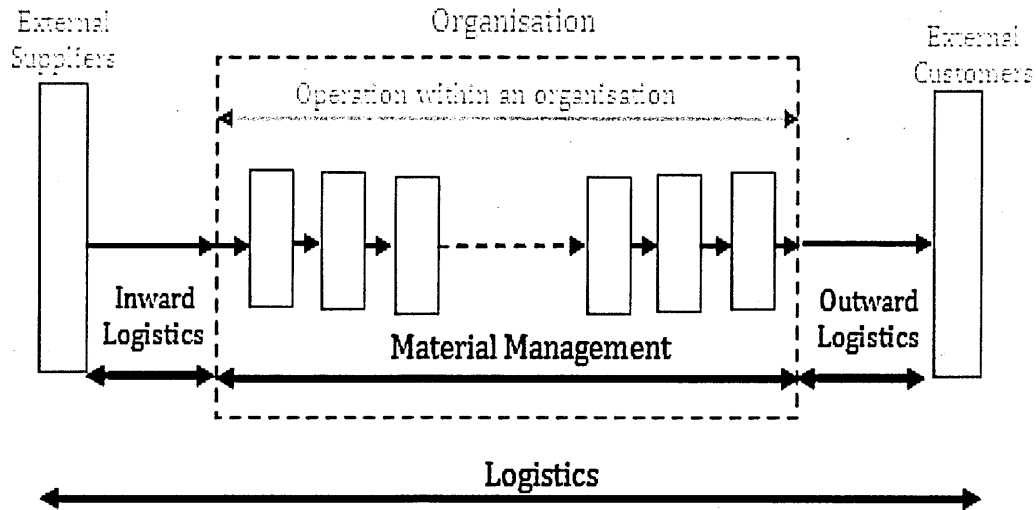 External
Suppliers
Organisation
External
Customers
Operation within an organisation
Inward
Logistics
Material Management
Outward
Logistics
Logistics